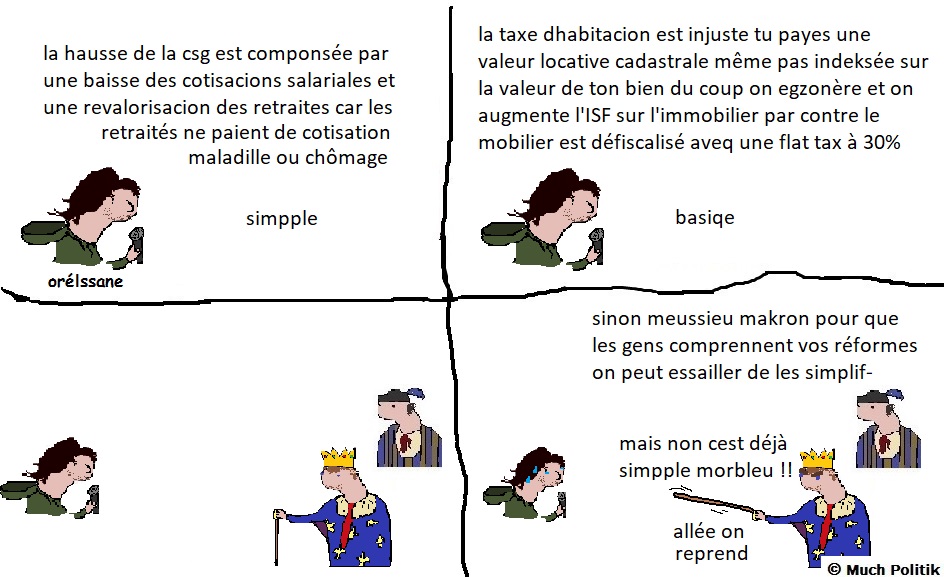 la hausse de la csg est componsée par
une baisse des cotisacions salariales et
une revalorisacion des retraites car les
retraités ne paient de cotisation
maladille ou chômage
simpple
orélssane
la taxe dhabitacion est injuste tu payes une
valeur locative cadastrale même pas indeksée sur
la valeur de ton bien du coup on egzonère et on
augmente l'ISF sur l'immobilier par contre le
mobilier est défiscalisé aveq une flat tax à 30%
basiqe
sinon meussieu makron pour que
les gens comprennent vos réformes
on peut essailler de les simplif-
mais non cest déjà
simpple morbleu !!
allée on
reprend
© Much Politik